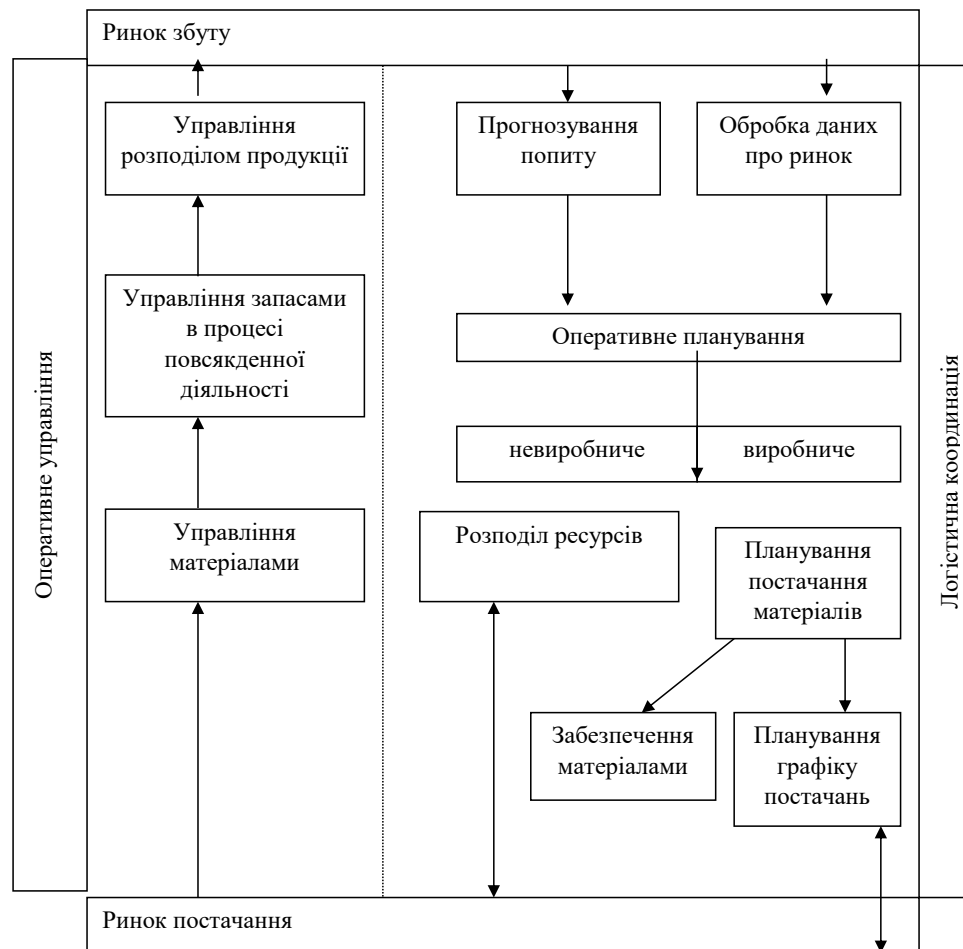 Ринок збуту
Управління
розподілом продукції
Прогнозування
попиту
Обробка даних
про ринок
Управління запасами
в процесі
повсякденної
діяльності
Оперативне планування
невиробниче
виробниче
Оперативне управління
Логістична координація
Управління
матеріалами
Розподіл ресурсів
Планування
постачання
матеріалів
Забезпечення
матеріалами
Планування
графіку
постачань
Ринок постачання